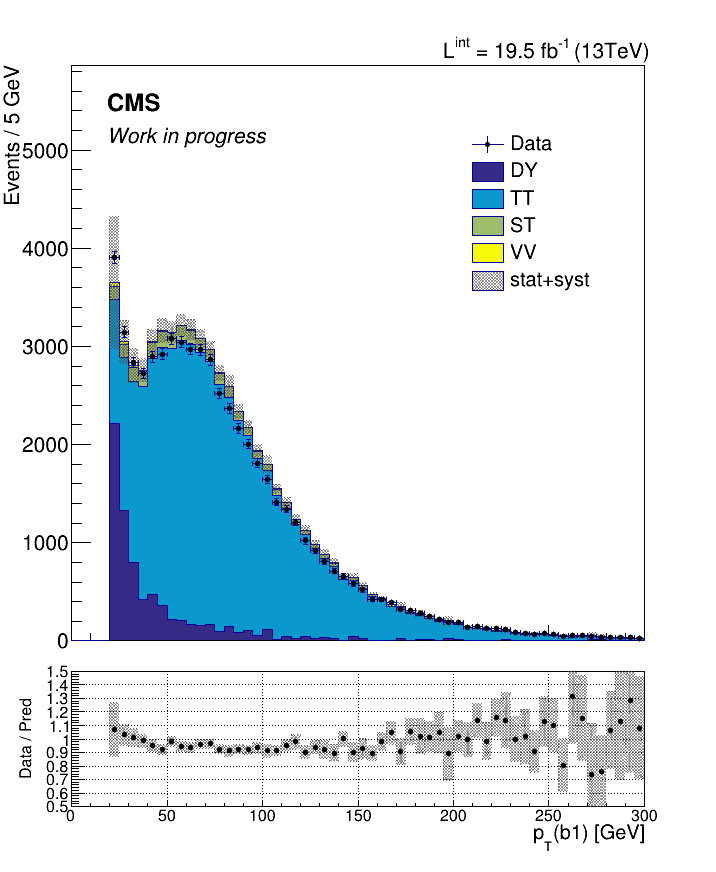 L^int = 19.5 fb^-1 (13TeV)
Events / 5 GeV
CMS
Work in progress
Data
DY
TT
ST
VV
stat+syst
5000
4000
3000
2000
1000
0
Data / Pred
1.5
1.4
1.3
1.2
1.1
1
0.9
0.8
0.7
0.6
0.5
0 50 100 150 200 250 300
p_T(b1) [GeV]